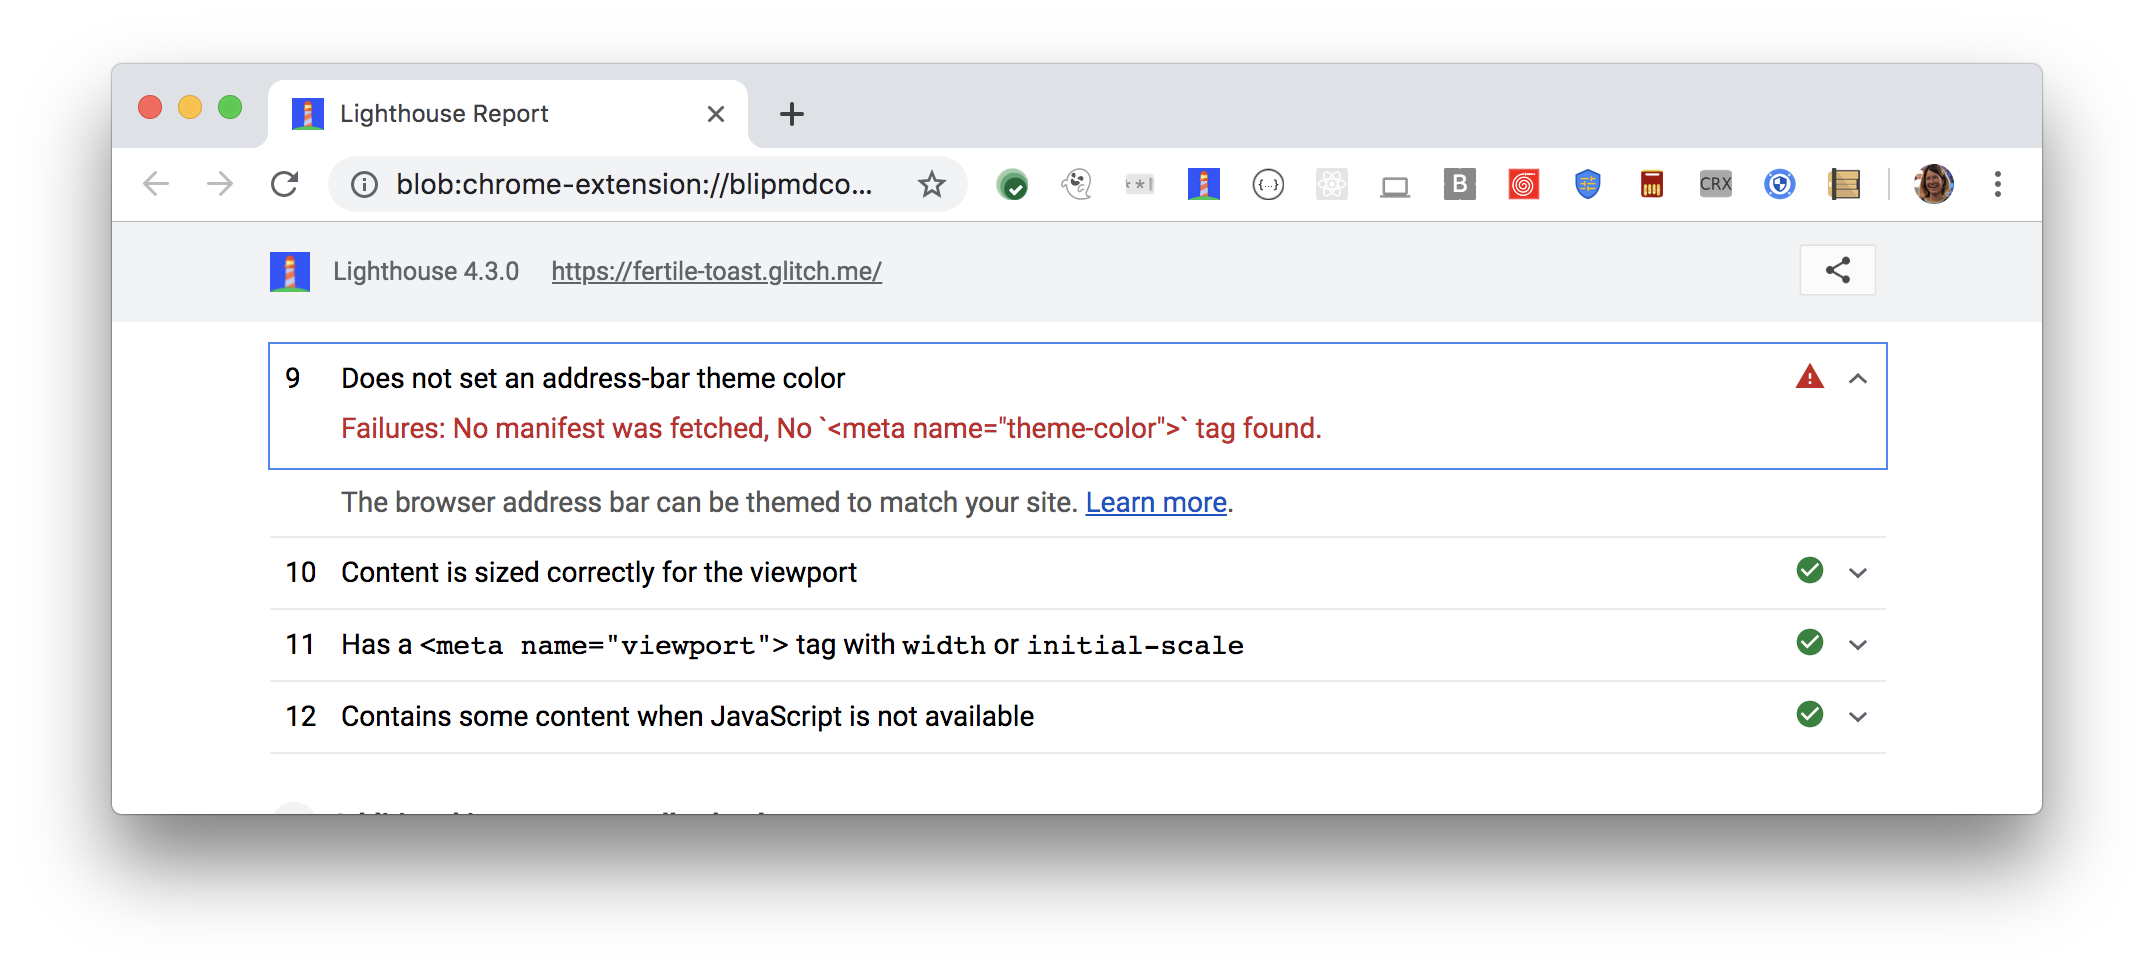 Lighthouse Report
blob:chrome-extension://blipmdco...
**|
{...}
B
CRX
Lighthouse 4.3.0 https://fertile-toast.glitch.me/
9 Does not set an address-bar theme color
Failures: No manifest was fetched, No `<meta name="theme-color">` tag found.
The browser address bar can be themed to match your site. Learn more.
10 Content is sized correctly for the viewport
11 Has a <meta name="viewport"> tag with width or initial-scale
12 Contains some content when JavaScript is not available